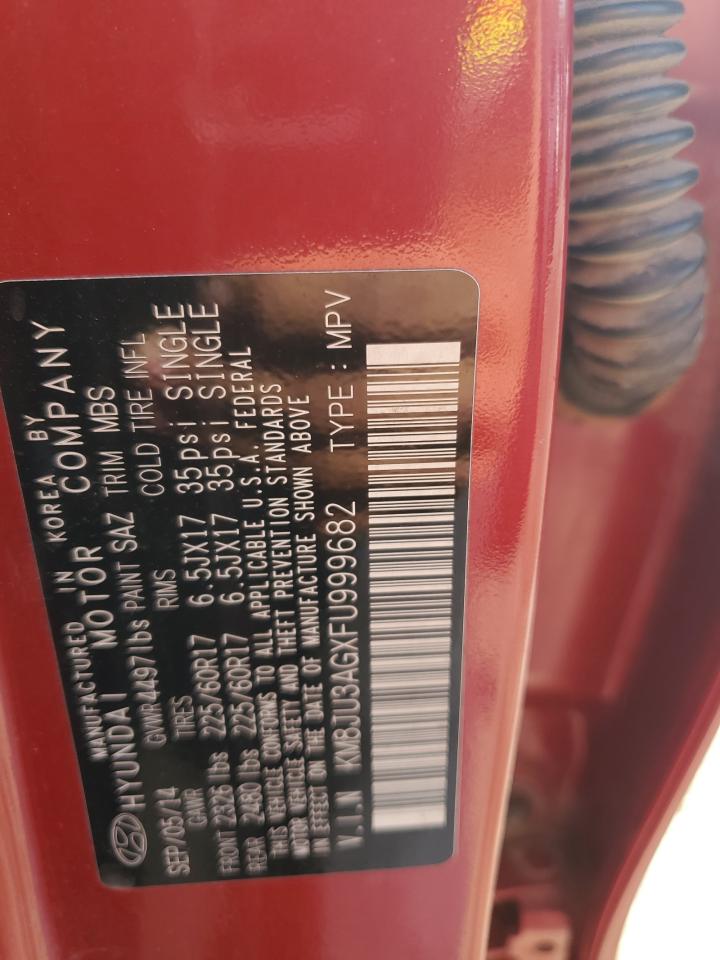 MANUFACTURED IN KOREA BY
HYUNDAI MOTOR COMPANY
SEP/05/14 GVWR 4497lbs PANT SAZ TRIM MBS
GAWR TIRES RMS COLD TIRE INFL
FRONT 2326 lbs 225/60R17 6.5JX17 35psi SINGLE
REAR 2480 lbs 225/60R17 6.5JX17 35psi SINGLE
THIS VEHICLE CONFORMS TO ALL APPLICABLE U.S.A. FEDERAL
MOTOR VEHICLE SAFETY AND THEFT PREVENTION STANDARDS
IN EFFECT ON THE DATE OF MANUFACTURE SHOWN ABOVE
V.I.N KM8JU3AGXFU999682 TYPE : MPV